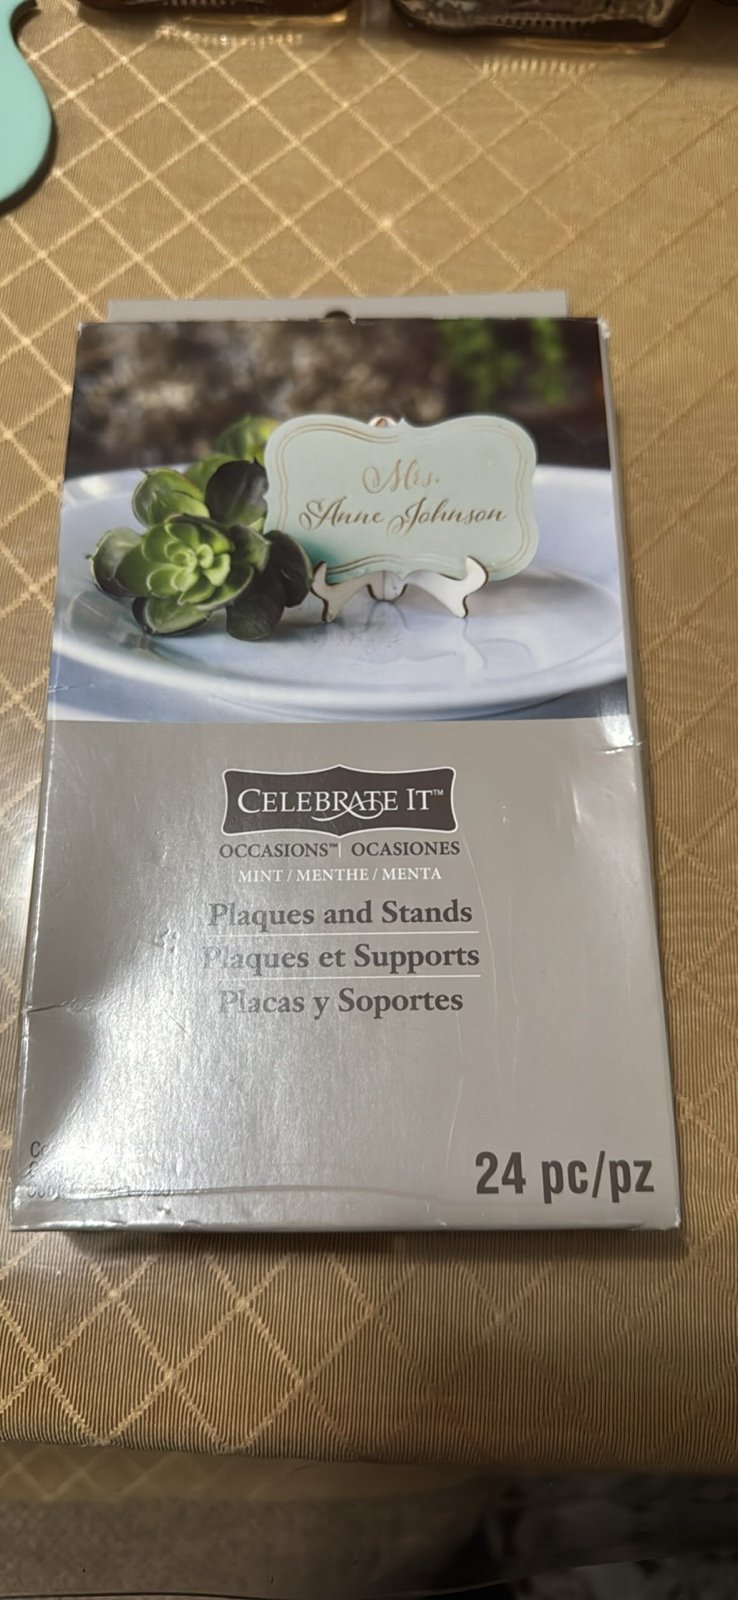 Mrs.
Anne Johnson
CELEBRATE IT™
OCCASIONS™ | OCASIONES
MINT / MENTHE / MENTA
Plaques and Stands
Plaques et Supports
Placas y Soportes
24 pc/pz